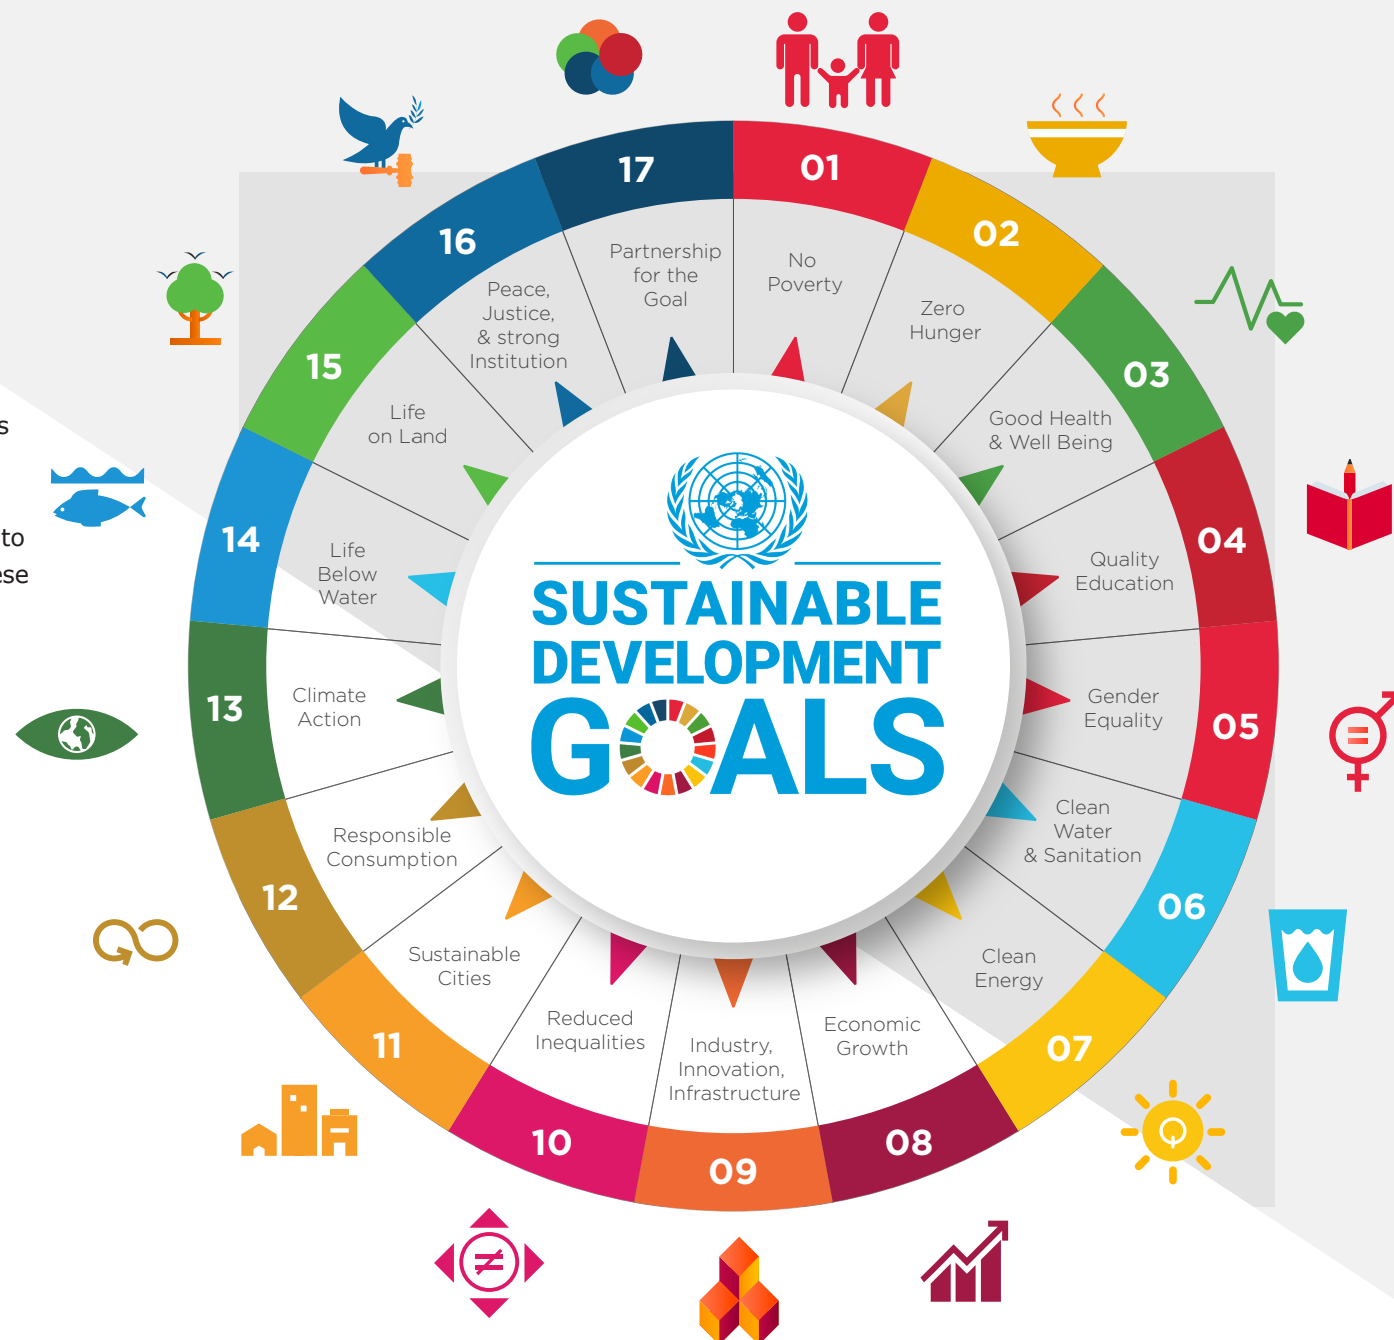 s
to
ese
SUSTAINABLE
DEVELOPMENT
GOALS
01
No
Poverty
02
Zero
Hunger
03
Good Health
& Well Being
04
Quality
Education
05
Gender
Equality
06
Clean
Water
& Sanitation
07
Clean
Energy
08
Economic
Growth
09
Industry,
Innovation,
Infrastructure
10
Reduced
Inequalities
11
Sustainable
Cities
12
Responsible
Consumption
13
Climate
Action
14
Life
Below
Water
15
Life
on Land
16
Peace,
Justice,
& strong
Institution
17
Partnership
for the
Goal